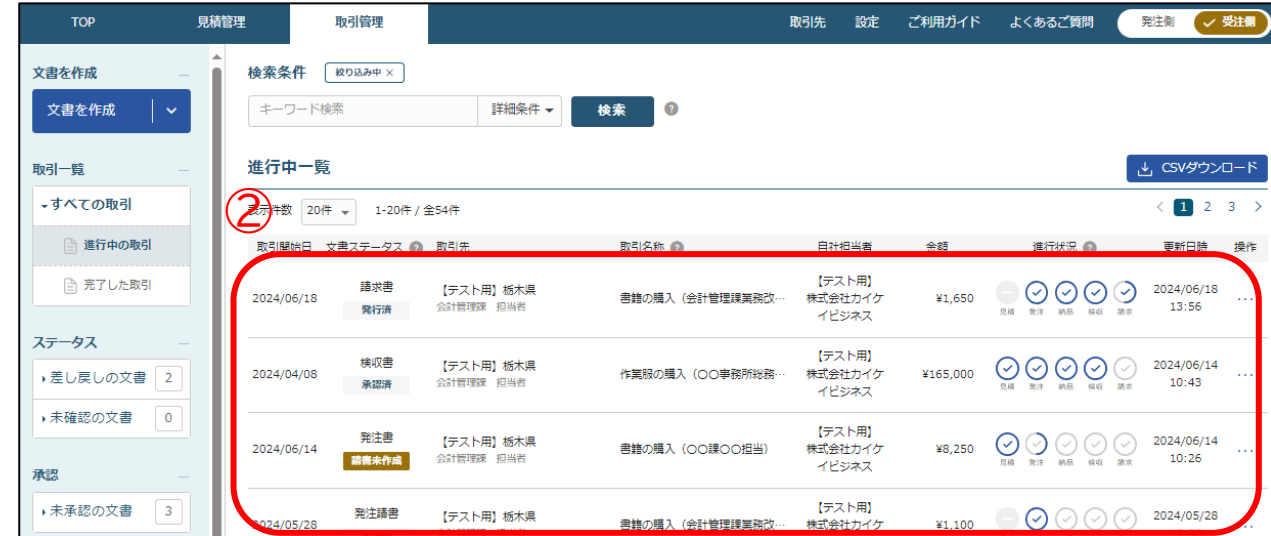 TOP 見積管理 取引管理 取引先 設定 ご利用ガイド よくあるご質問 発注側 受注側
文書を作成
文書を作成
取引一覧
すべての取引
進行中の取引
完了した取引
ステータス
差し戻しの文書 2
未確認の文書 0
承認
未承認の文書 3
検索条件 絞り込み中 ×
キーワード検索 詳細条件 検索 ?
進行中一覧 CSVダウンロード
②
表示件数 20件 1-20件 / 全54件 < 1 2 3 >
取引開始日 文書ステータス ? 取引先 取引名称 ? 自社担当者 金額 進行状況 ? 更新日時 操作
2024/06/18 請求書 発行済 【テスト用】栃木県 会計管理課 担当者 書籍の購入（会計管理課業務改… 【テスト用】株式会社カイケイビジネス ¥1,650 見積 発注 納品 検収 請求 2024/06/18 13:56 …
2024/04/08 検収書 承認済 【テスト用】栃木県 会計管理課 担当者 作業服の購入（〇〇事務所総務… 【テスト用】株式会社カイケイビジネス ¥165,000 見積 発注 納品 検収 請求 2024/06/14 10:43 …
2024/06/14 発注書 請書未作成 【テスト用】栃木県 会計管理課 担当者 書籍の購入（〇〇課〇〇担当） 【テスト用】株式会社カイケイビジネス ¥8,250 見積 発注 納品 検収 請求 2024/06/14 10:26 …
2024/05/28 発注請書 【テスト用】栃木県 書籍の購入（会計管理課業務改… 【テスト用】株式会社カイケ ¥1,100 2024/05/28